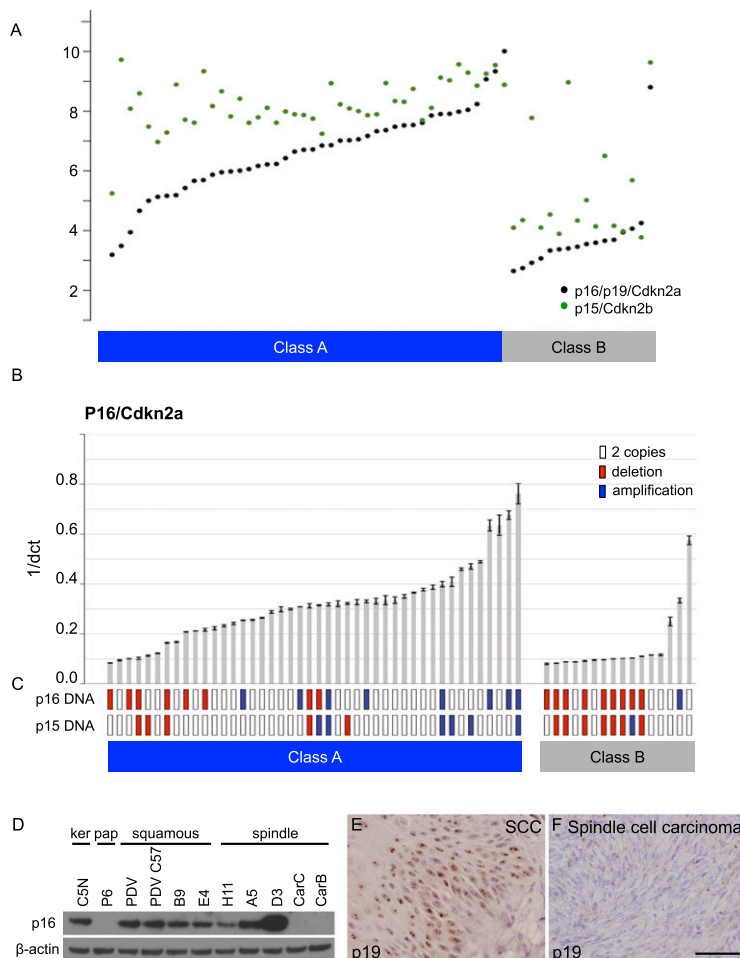 A
10
8
6
4
2
p16/p19/Cdkn2a
p15/Cdkn2b
Class A
Class B
B
P16/Cdkn2a
2 copies
deletion
amplification
0.8
0.6
0.4
0.2
0.0
1/dct
C
p16 DNA
p15 DNA
Class A
Class B
D
ker pap squamous spindle
C5N P6 PDV PDV C57 B9 E4 H11 A5 D3 CarC CarB
p16
β-actin
E SCC
p19
F Spindle cell carcinoma
p19